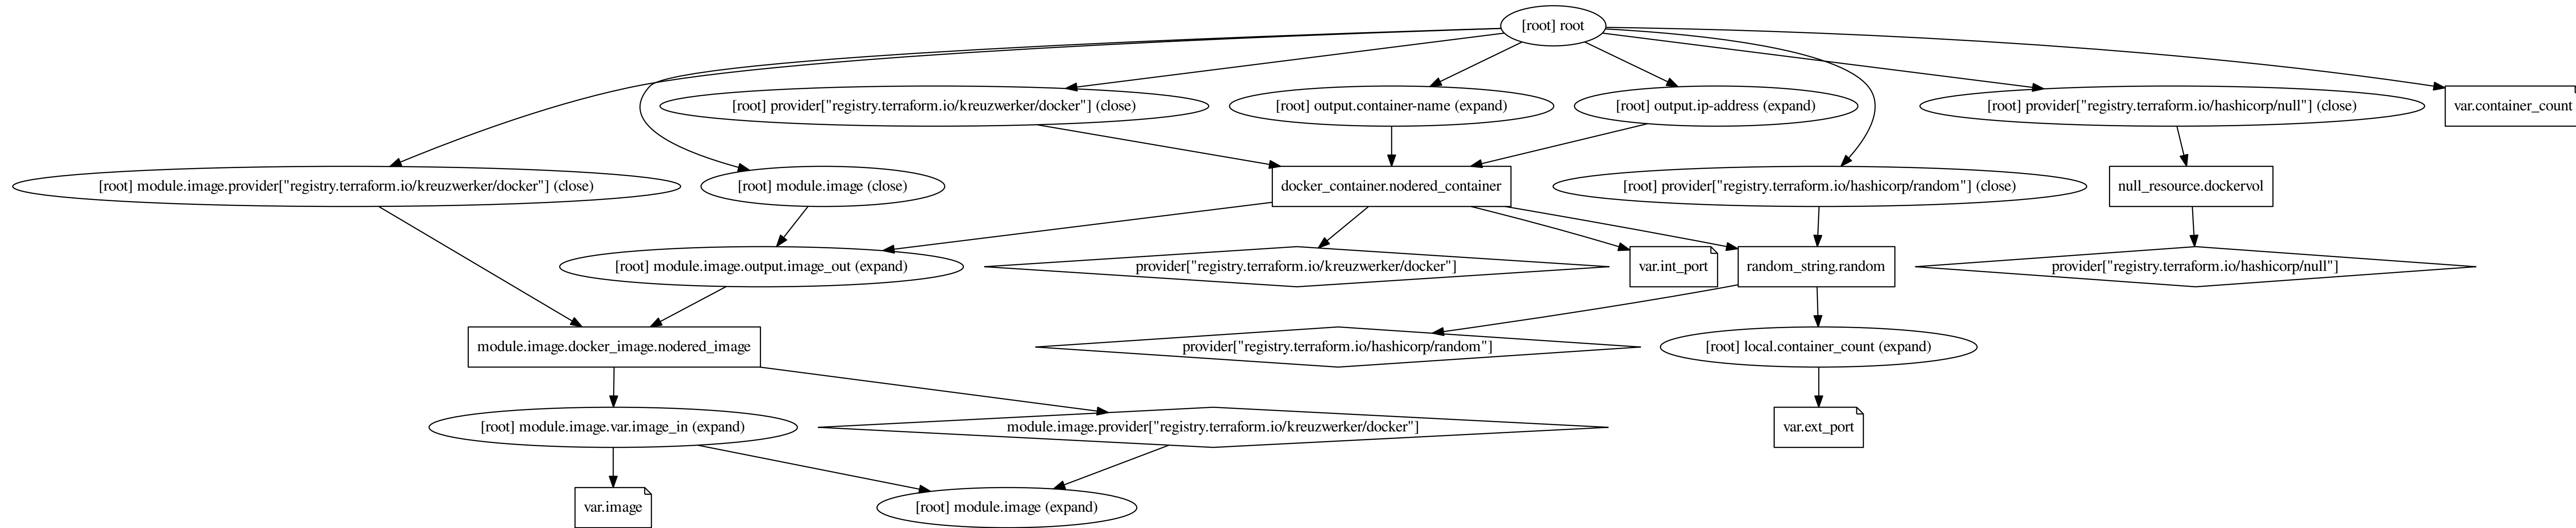 [root] root
[root] provider["registry.terraform.io/kreuzwerker/docker"] (close)
[root] output.container-name (expand)
[root] output.ip-address (expand)
[root] provider["registry.terraform.io/hashicorp/null"] (close)
var.container_count
[root] module.image.provider["registry.terraform.io/kreuzwerker/docker"] (close)
[root] module.image (close)
docker_container.nodered_container
[root] provider["registry.terraform.io/hashicorp/random"] (close)
null_resource.dockervol
[root] module.image.output.image_out (expand)
provider["registry.terraform.io/kreuzwerker/docker"]
var.int_port
random_string.random
provider["registry.terraform.io/hashicorp/null"]
module.image.docker_image.nodered_image
provider["registry.terraform.io/hashicorp/random"]
[root] local.container_count (expand)
[root] module.image.var.image_in (expand)
module.image.provider["registry.terraform.io/kreuzwerker/docker"]
var.ext_port
var.image
[root] module.image (expand)